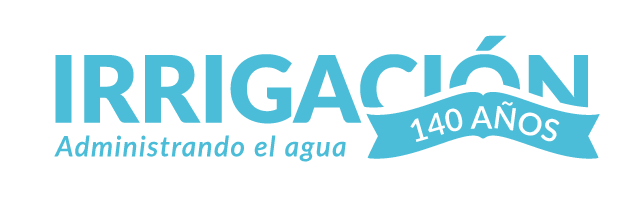 IRRIGACIÓN
Administrando el agua
140 AÑOS